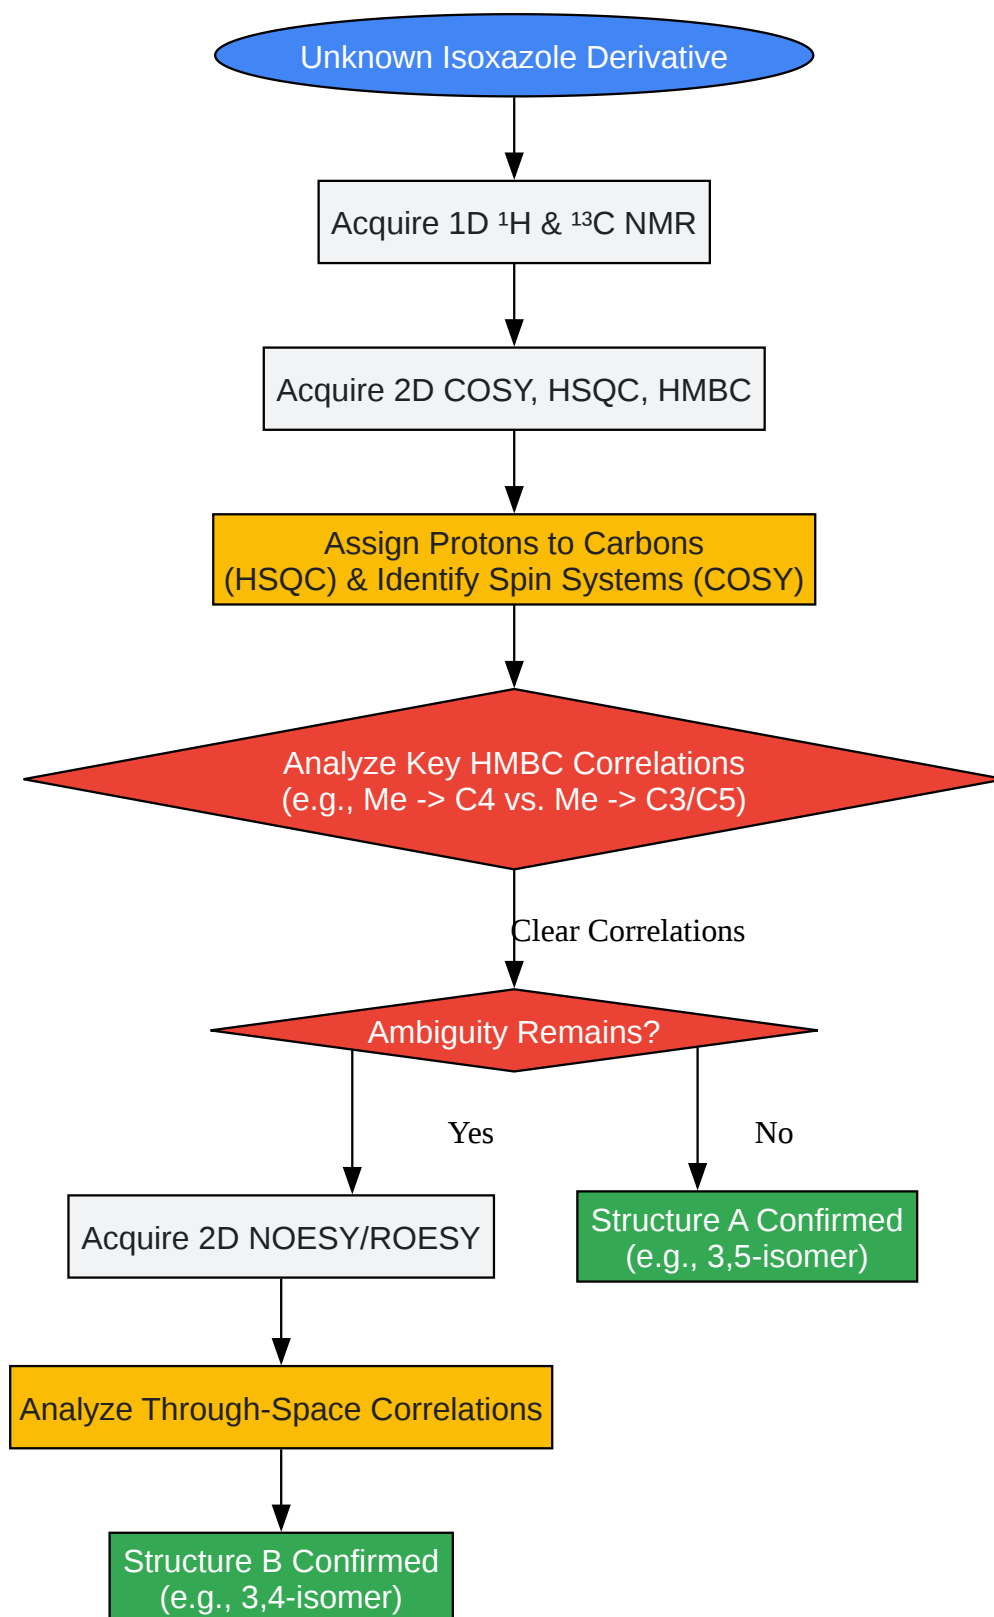 Unknown Isoxazole Derivative
Acquire 1D ¹H & ¹³C NMR
Acquire 2D COSY, HSQC, HMBC
Assign Protons to Carbons
(HSQC) & Identify Spin Systems (COSY)
Analyze Key HMBC Correlations
(e.g., Me -> C4 vs. Me -> C3/C5)
Clear Correlations
Ambiguity Remains?
Yes
No
Acquire 2D NOESY/ROESY
Structure A Confirmed
(e.g., 3,5-isomer)
Analyze Through-Space Correlations
Structure B Confirmed
(e.g., 3,4-isomer)